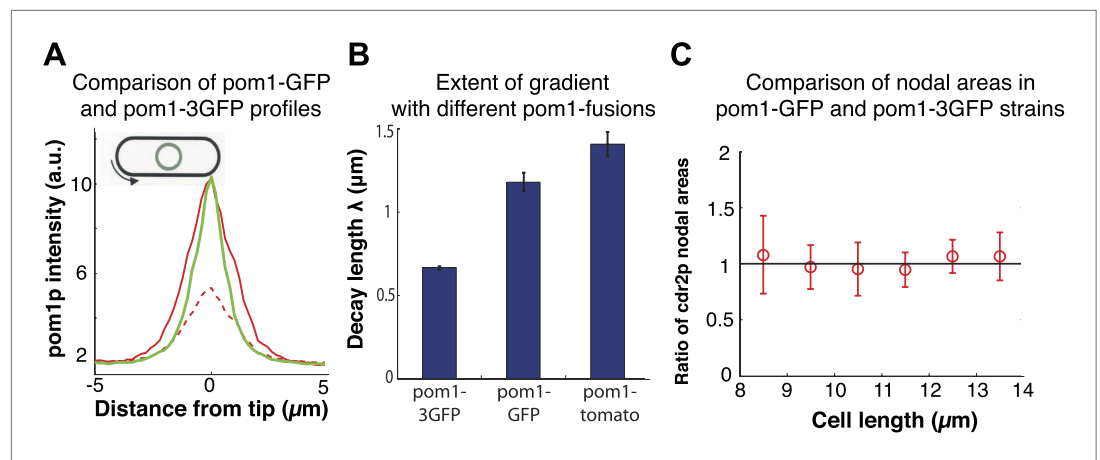 A
Comparison of pom1-GFP
and pom1-3GFP profiles
pom1p intensity (a.u.)
10
6
2
-5
0
5
Distance from tip (μm)
B
Extent of gradient
with different pom1-fusions
Decay length λ (μm)
1.5
1
0.5
0
pom1-
3GFP
pom1-
GFP
pom1-
tomato
C
Comparison of nodal areas in
pom1-GFP and pom1-3GFP strains
Ratio of cdr2p nodal areas
2
1.5
1
0.5
0
8
9
10
11
12
13
14
Cell length (μm)